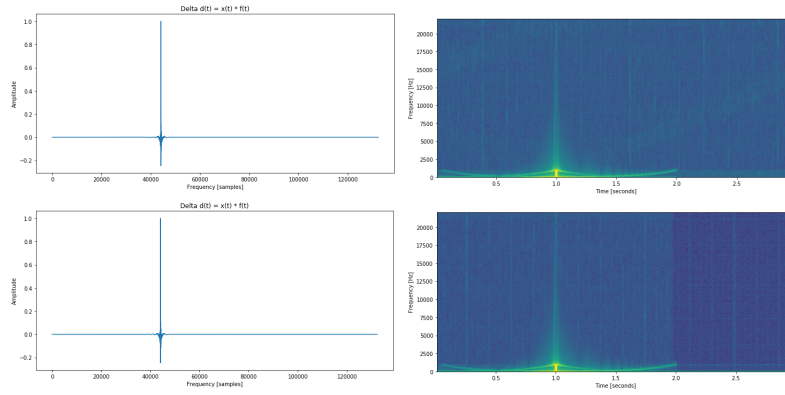 Delta d(t) = x(t) * f(t)
1.0
0.8
0.6
0.4
0.2
0.0
−0.2
Amplitude
0 20000 40000 60000 80000 100000 120000
Frequency [samples]
20000
17500
15000
12500
10000
7500
5000
2500
0
Frequency [Hz]
0.5 1.0 1.5 2.0 2.5
Time [seconds]
Delta d(t) = x(t) * f(t)
1.0
0.8
0.6
0.4
0.2
0.0
−0.2
Amplitude
0 20000 40000 60000 80000 100000 120000
Frequency [samples]
20000
17500
15000
12500
10000
7500
5000
2500
0
Frequency [Hz]
0.5 1.0 1.5 2.0 2.5
Time [seconds]